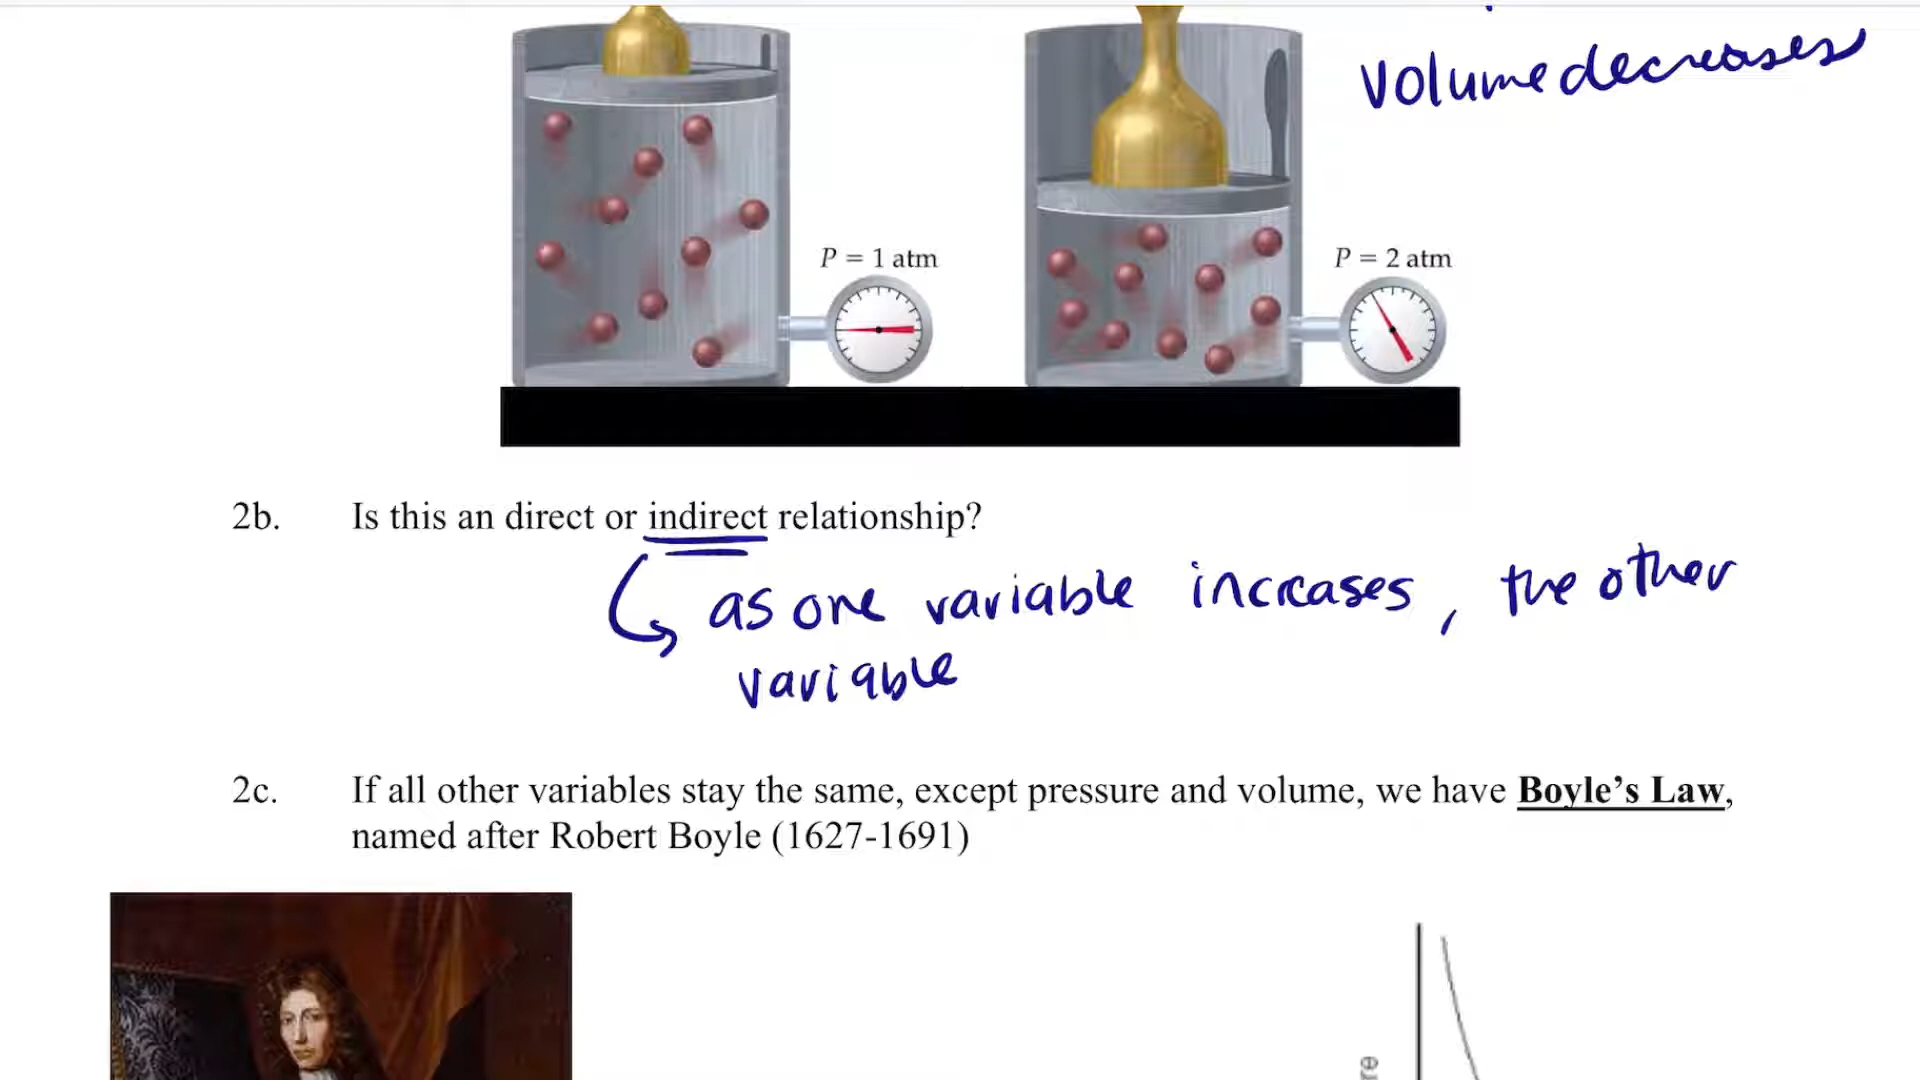 volume decreases
P = 1 atm
P = 2 atm
2b. Is this an direct or indirect relationship?
as one variable increases, the other
variable
2c. If all other variables stay the same, except pressure and volume, we have Boyle’s Law,
named after Robert Boyle (1627-1691)
re